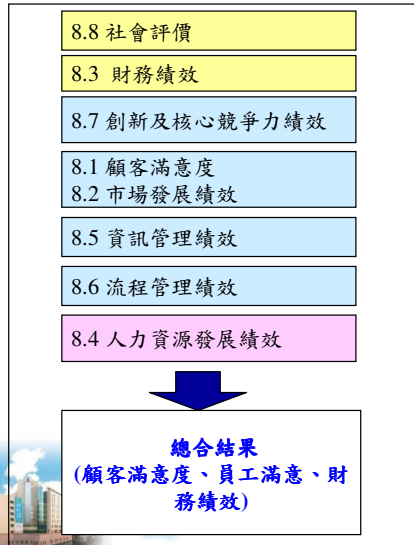 8.8 社會評價
8.3 財務績效
8.7 創新及核心競爭力績效
8.1 顧客滿意度
8.2 市場發展績效
8.5 資訊管理績效
8.6 流程管理績效
8.4 人力資源發展績效
總合結果
(顧客滿意度、員工滿意、財
務績效)